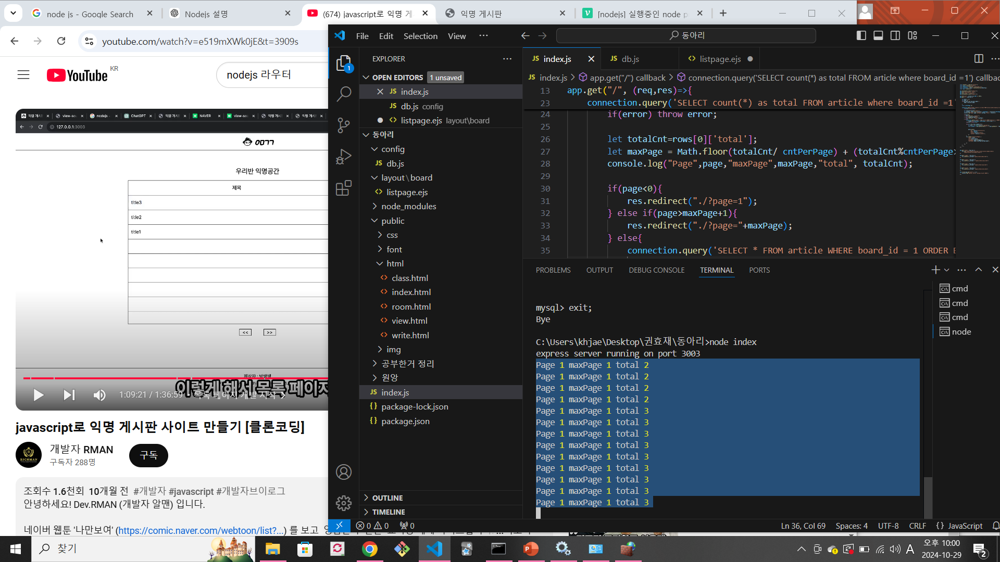 node js - Google Search
Nodejs 설명
(674) javascript로 익명 게
익명 게시판
[nodejs] 실행중인 node p
youtube.com/watch?v=e519mXWk0jE&t=3909s
YouTube KR
nodejs 라우터
익명 게시
view-sou
nodejs -
ChatGPT
NAVER
view-sou
127.0.0.1:3003
우리반 익명공간
제목
title3
title2
title1
<<
>>
이렇게 해서 목록 페이지
1:09:21 / 1:36:59 • 목록 페이지 개발 시작 >
javascript로 익명 게시판 사이트 만들기 [클론코딩]
개발자 RMAN
구독자 288명
구독
조회수 1.6천회 10개월 전 #개발자 #javascript #개발자브이로그
안녕하세요! Dev.RMAN (개발자 알맨) 입니다.
네이버 웹툰 '나만보여' (https://comic.naver.com/webtoon/list?...) 를 보고
File Edit Selection View ···
동아리
EXPLORER
OPEN EDITORS 1 unsaved
JS index.js
JS db.js config
<> listpage.ejs layout\board
동아리
config
JS db.js
layout\board
<> listpage.ejs
node_modules
public
css
font
html
<> class.html
<> index.html
<> room.html
<> view.html
<> write.html
img
공부한거 정리
원앙
JS index.js
{} package-lock.json
{} package.json
OUTLINE
TIMELINE
JS index.js
JS db.js
<> listpage.ejs
JS index.js > app.get("/") callback > connection.query('SELECT count(*) as total FROM article where board_id =1') callbac
13 app.get("/", (req,res)=>{
23 connection.query('SELECT count(*) as total FROM article where board_id =1
24 if(error) throw error;
25
26 let totalCnt=rows[0]['total'];
27 let maxPage = Math.floor(totalCnt/ cntPerPage) + (totalCnt%cntPerPage>
28 console.log("Page",page,"maxPage",maxPage,"total", totalCnt);
29
30 if(page<0){
31 res.redirect("./?page=1");
32 } else if(page>maxPage+1){
33 res.redirect("./?page="+maxPage);
34 } else{
35 connection.query('SELECT * FROM article WHERE board_id = 1 ORDER
PROBLEMS OUTPUT DEBUG CONSOLE TERMINAL PORTS
cmd
cmd
cmd
node
mysql> exit;
Bye
C:\Users\khjae\Desktop\권효재\동아리>node index
express server running on port 3003
Page 1 maxPage 1 total 2
Page 1 maxPage 1 total 2
Page 1 maxPage 1 total 2
Page 1 maxPage 1 total 2
Page 1 maxPage 1 total 3
Page 1 maxPage 1 total 3
Page 1 maxPage 1 total 3
Page 1 maxPage 1 total 3
Page 1 maxPage 1 total 3
Page 1 maxPage 1 total 3
Page 1 maxPage 1 total 3
Page 1 maxPage 1 total 3
Page 1 maxPage 1 total 3
0 0 0
Ln 36, Col 69 Spaces: 4 UTF-8 CRLF {} JavaScript
찾기
A
오후 10:00
2024-10-29
2